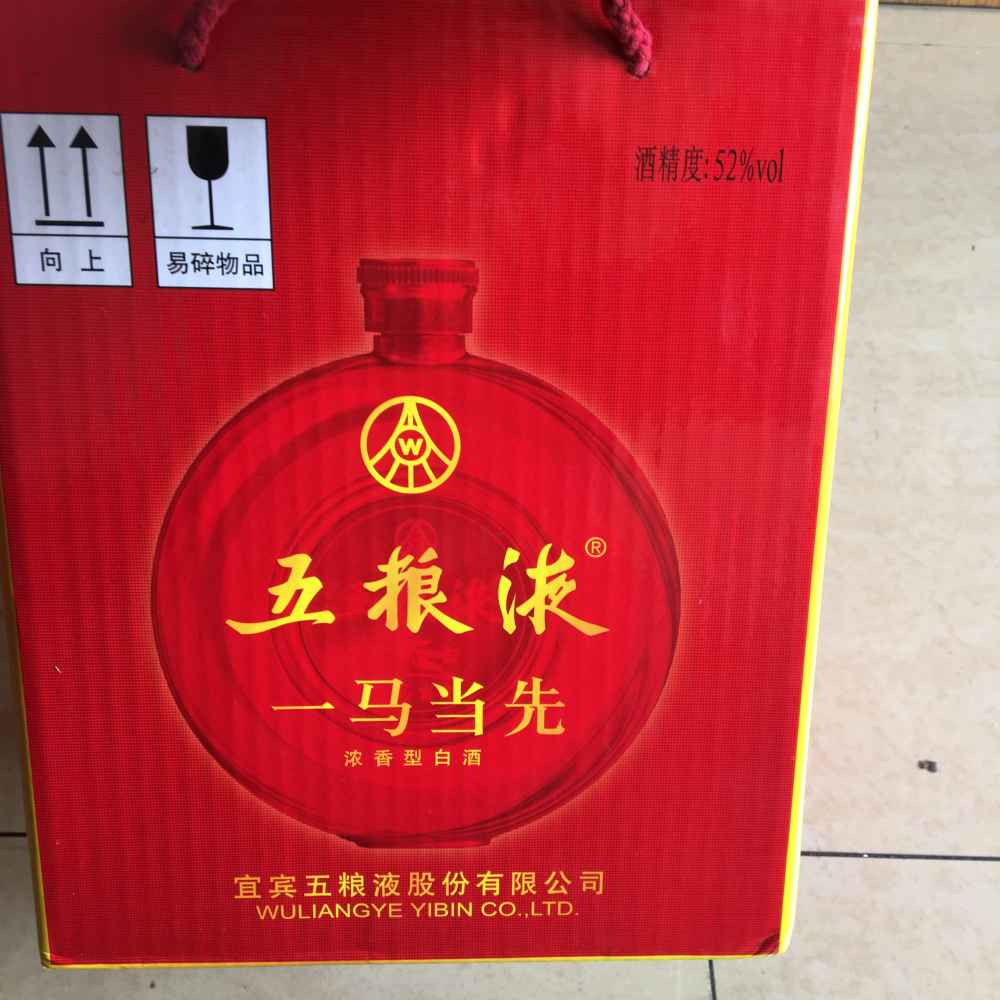 酒精度:52%vol
向上
易碎物品
W
五粮液®
一马当先
浓香型白酒
宜宾五粮液股份有限公司
WULIANGYE YIBIN CO.,LTD.